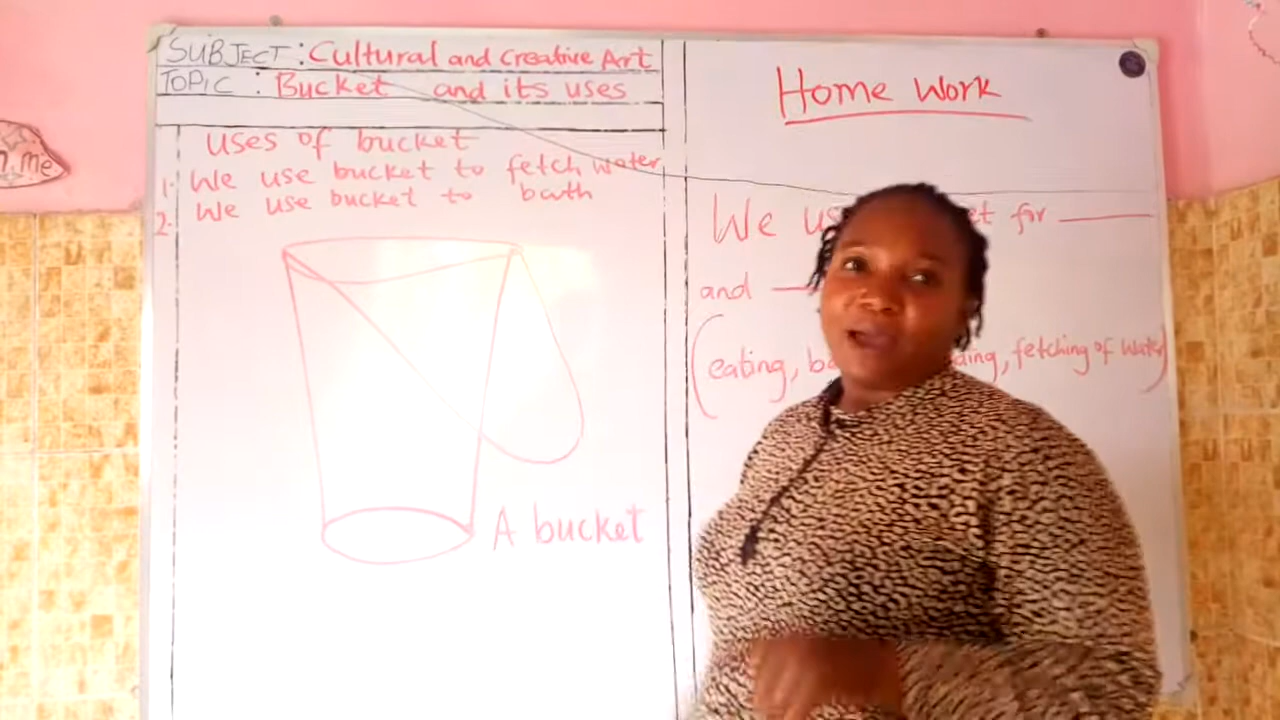 SUBJECT: Cultural and Creative Art
TOPIC: Bucket and its uses
uses of bucket
1. We use bucket to fetch water
2. We use bucket to bath
A bucket
Home Work
We for
and
(eating, fetching of water)